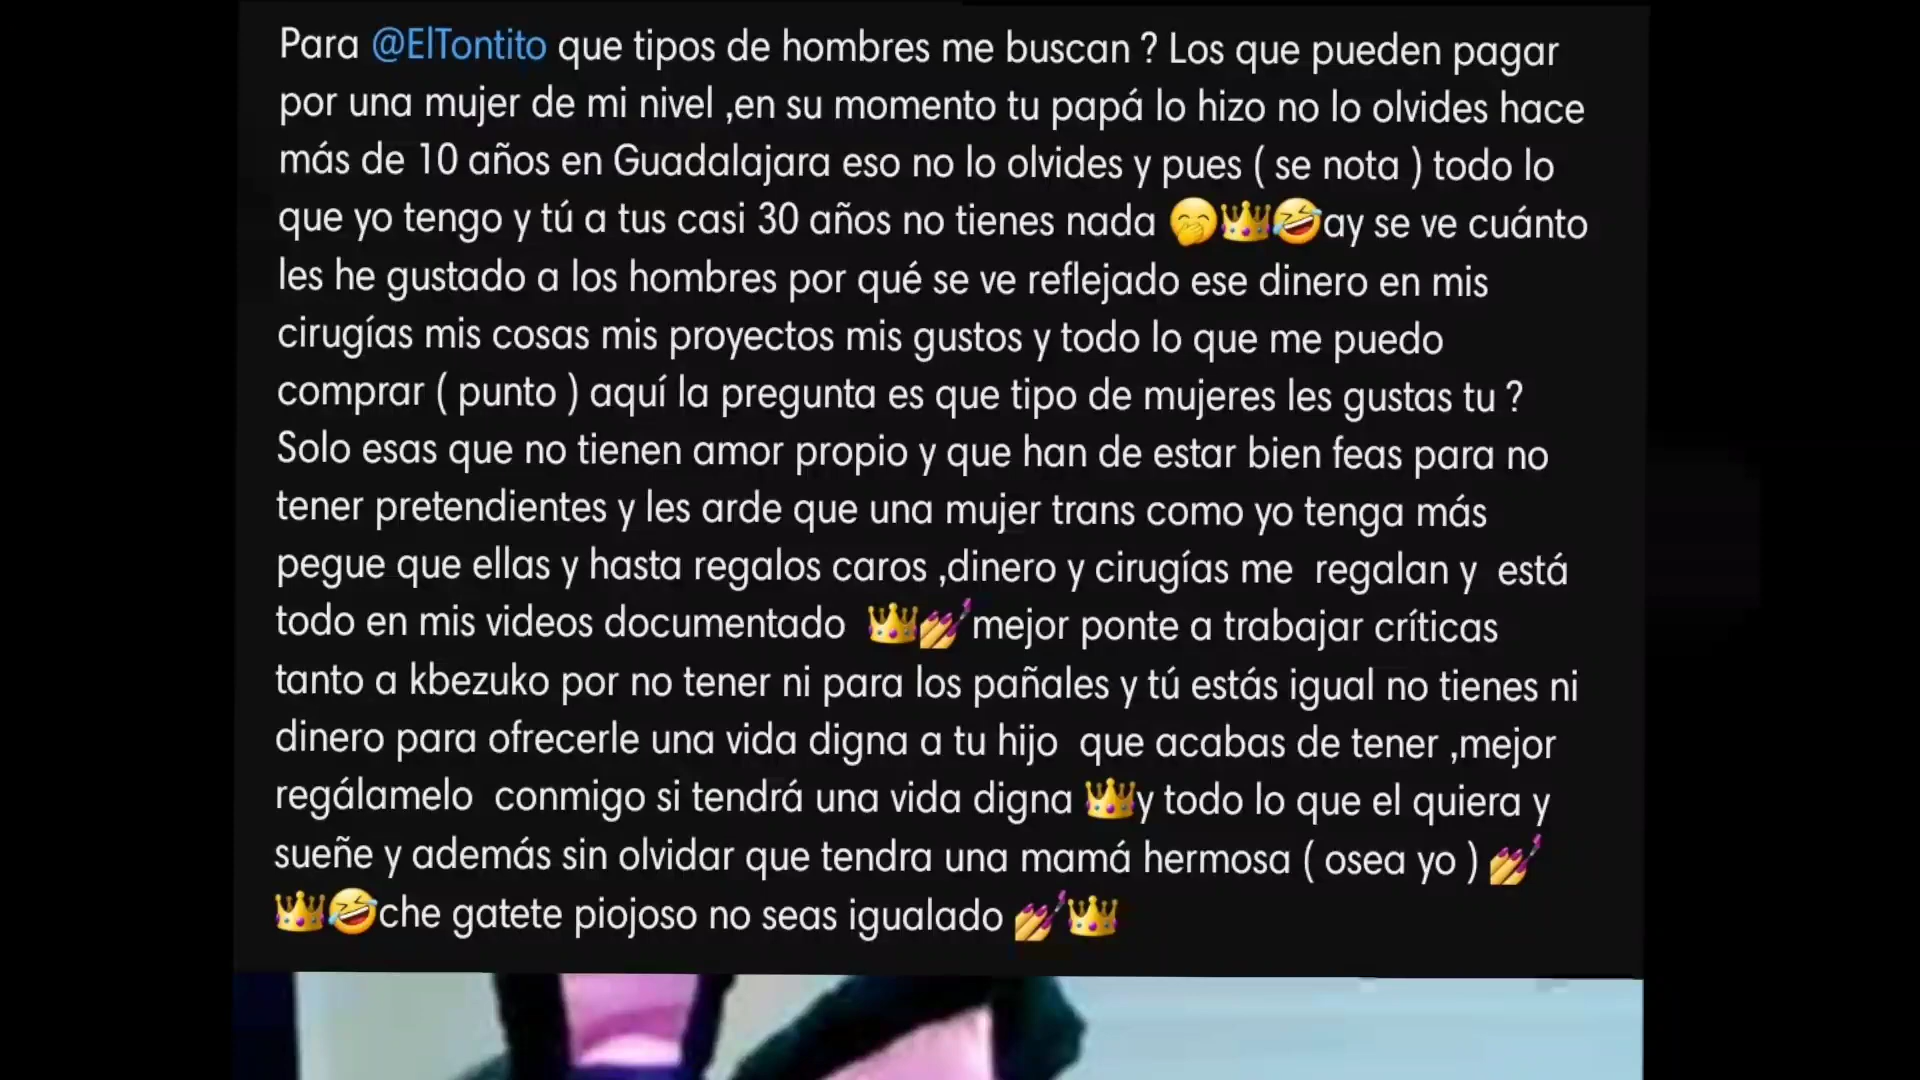 Para @ElTontito que tipos de hombres me buscan ? Los que pueden pagar
por una mujer de mi nivel ,en su momento tu papá lo hizo no lo olvides hace
más de 10 años en Guadalajara eso no lo olvides y pues ( se nota ) todo lo
que yo tengo y tú a tus casi 30 años no tienes nada 🤭👑🤣ay se ve cuánto
les he gustado a los hombres por qué se ve reflejado ese dinero en mis
cirugías mis cosas mis proyectos mis gustos y todo lo que me puedo
comprar ( punto ) aquí la pregunta es que tipo de mujeres les gustas tu ?
Solo esas que no tienen amor propio y que han de estar bien feas para no
tener pretendientes y les arde que una mujer trans como yo tenga más
pegue que ellas y hasta regalos caros ,dinero y cirugías me  regalan y  está
todo en mis videos documentado  👑💅mejor ponte a trabajar críticas
tanto a kbezuko por no tener ni para los pañales y tú estás igual no tienes ni
dinero para ofrecerle una vida digna a tu hijo  que acabas de tener ,mejor
regálamelo  conmigo si tendrá una vida digna 👑y todo lo que el quiera y
sueñe y además sin olvidar que tendra una mamá hermosa ( osea yo ) 💅
👑🤣che gatete piojoso no seas igualado 💅👑